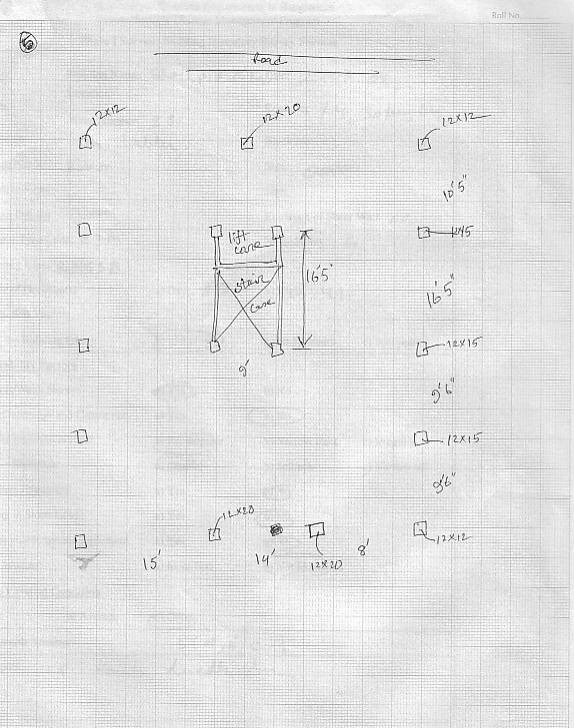 Roll No.
6
Road
12x12
12x20
12x12
10'5"
lift
case
12x15
16'5"
stair
case
16'5"
12x15
9'
9'6"
12x15
9'6"
12x20
12x12
15'
14'
12x20
8'